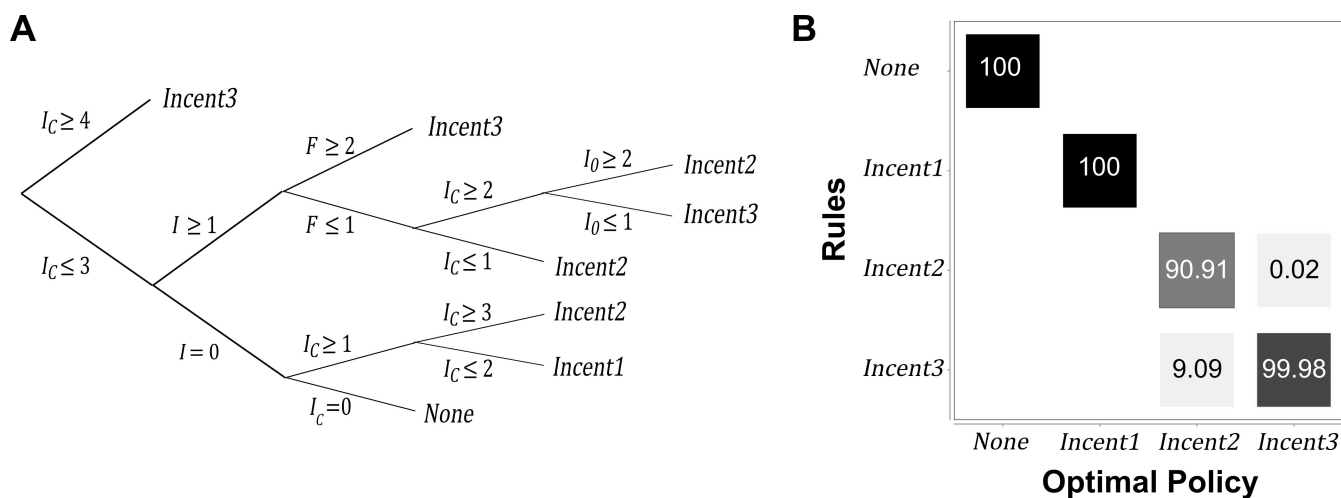 A
I_C ≥ 4
Incent3
I_C ≤ 3
I ≥ 1
I = 0
F ≥ 2
Incent3
F ≤ 1
I_C ≥ 2
I_0 ≥ 2
Incent2
I_0 ≤ 1
Incent3
I_C ≤ 1
Incent2
I_C ≥ 1
I_C ≥ 3
Incent2
I_C ≤ 2
Incent1
I_c=0
None
B
Rules
None
Incent1
Incent2
Incent3
100
100
90.91 0.02
9.09 99.98
None Incent1 Incent2 Incent3
Optimal Policy